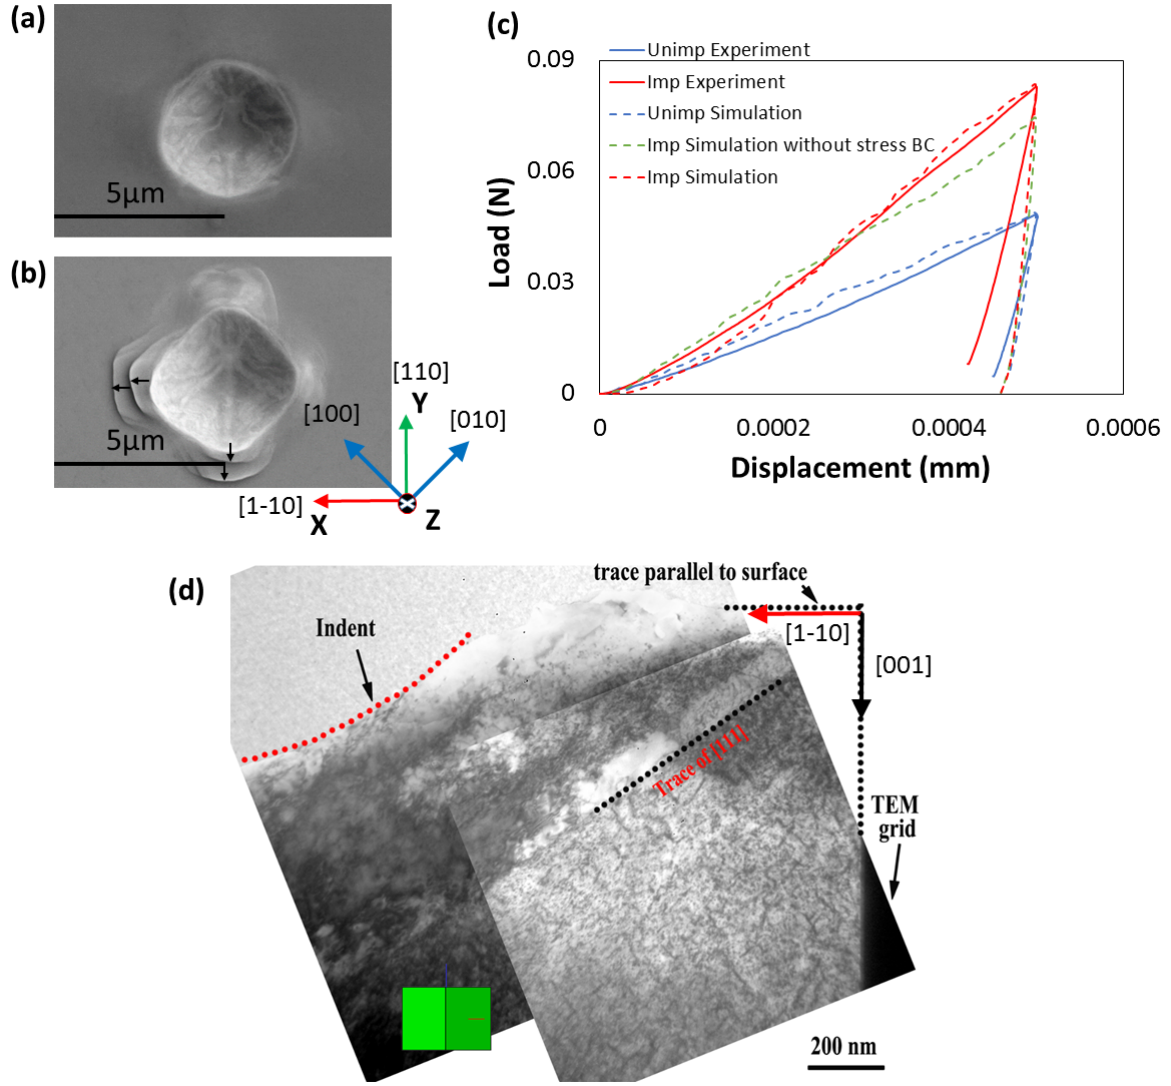 (a)
5µm
(b)
5µm
[110]
Y
[100]
[010]
[1-10]
X
Z
(c)
Unimp Experiment
Imp Experiment
Unimp Simulation
Imp Simulation without stress BC
Imp Simulation
0.09
0.06
0.03
0
Load (N)
0
0.0002
0.0004
0.0006
Displacement (mm)
(d)
trace parallel to surface
Indent
[1-10]
[001]
Trace of [111]
TEM
grid
200 nm